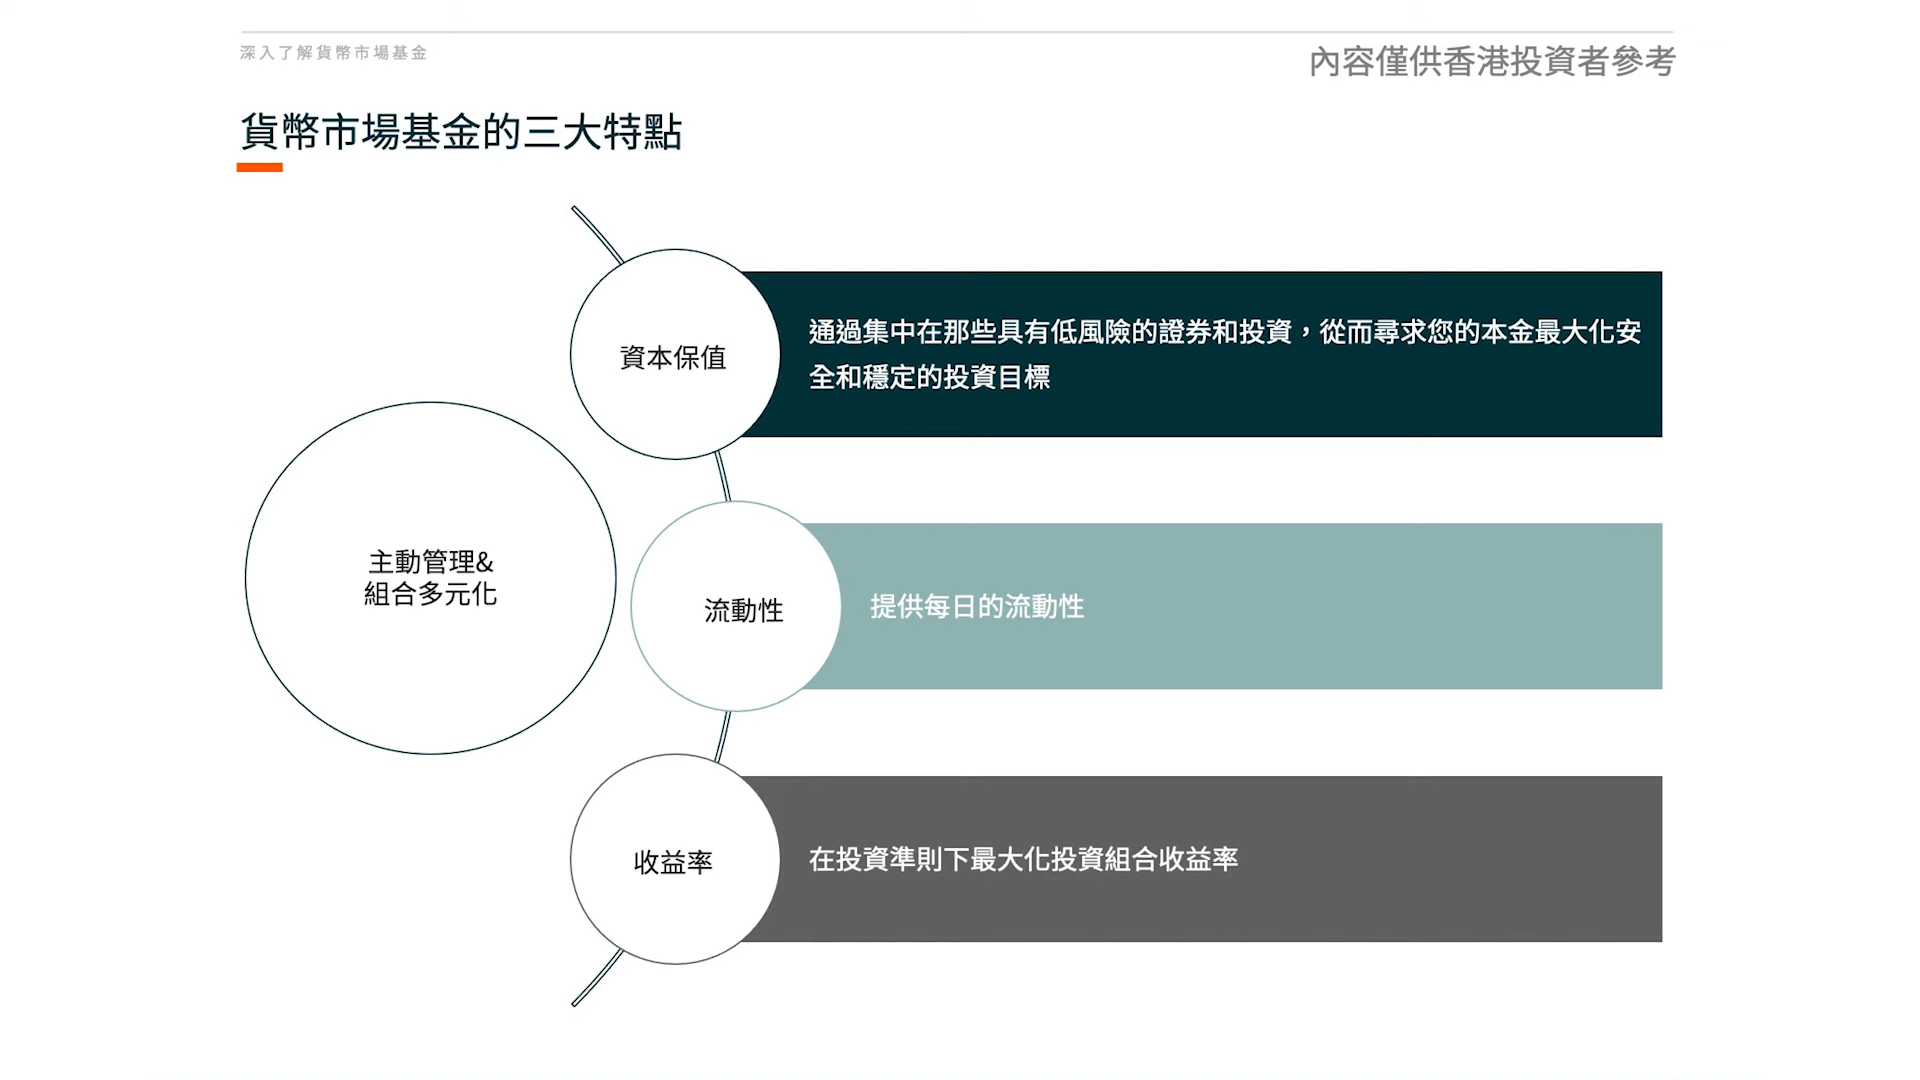 深入了解貨幣市場基金
內容僅供香港投資者參考
貨幣市場基金的三大特點
資本保值
通過集中在那些具有低風險的證券和投資，從而尋求您的本金最大化安
全和穩定的投資目標
主動管理&
組合多元化
流動性
提供每日的流動性
收益率
在投資準則下最大化投資組合收益率